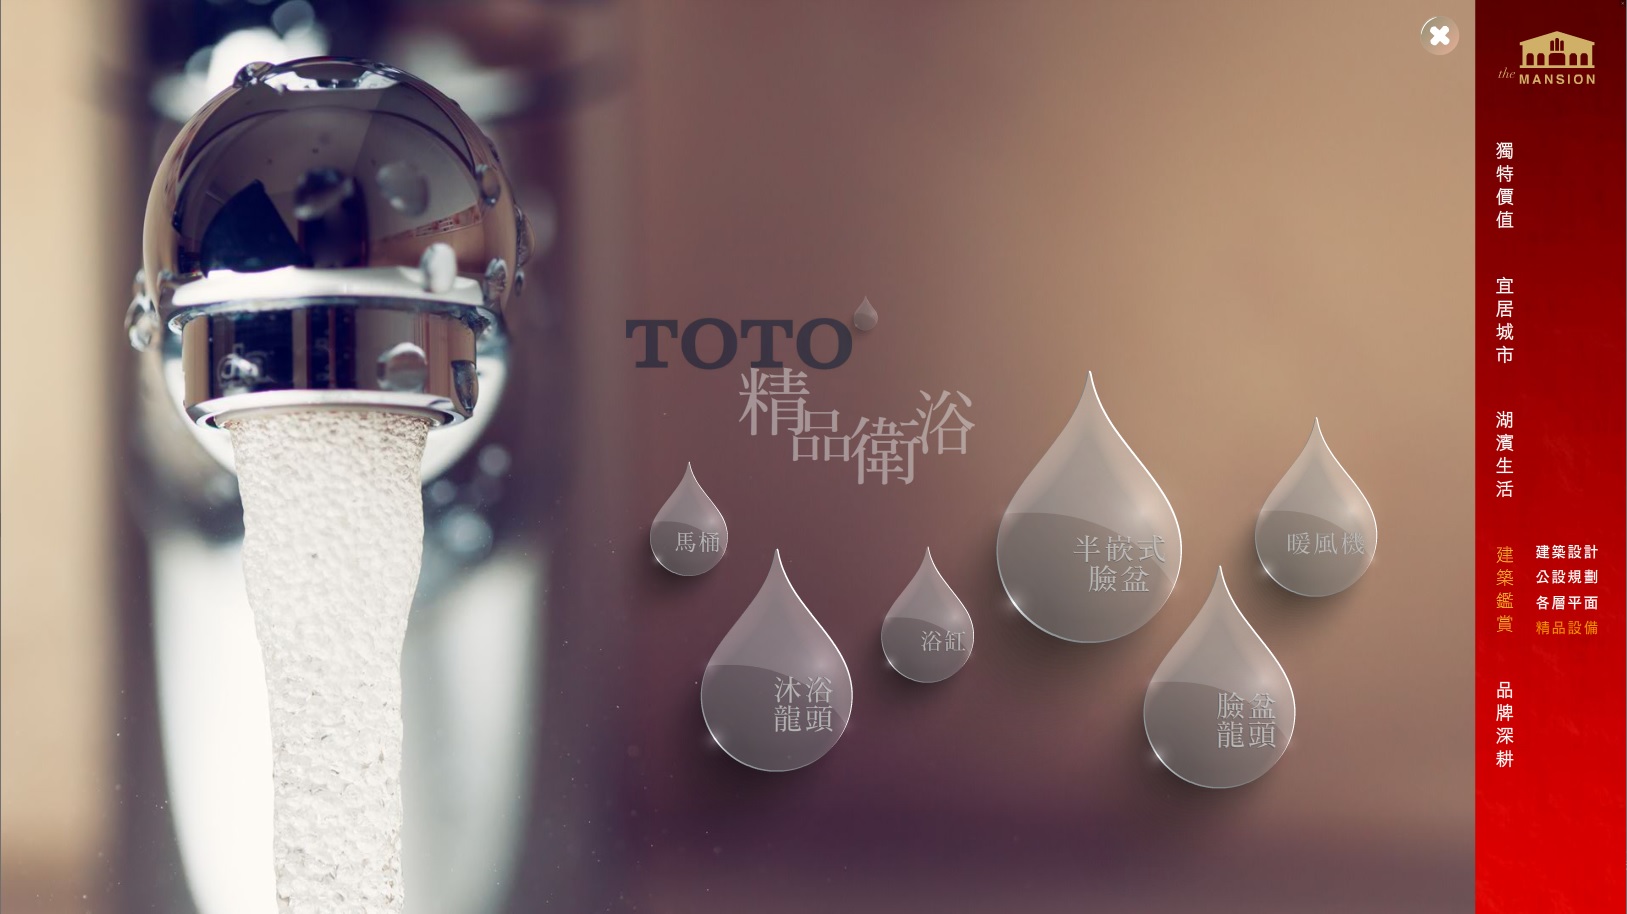 TOTO
精品衛浴
馬桶
沐浴
龍頭
浴缸
半嵌式
臉盆
臉盆
龍頭
暖風機
the MANSION
獨特價值
宜居城市
湖濱生活
建築鑑賞
建築設計
公設規劃
各層平面
精品設備
品牌深耕